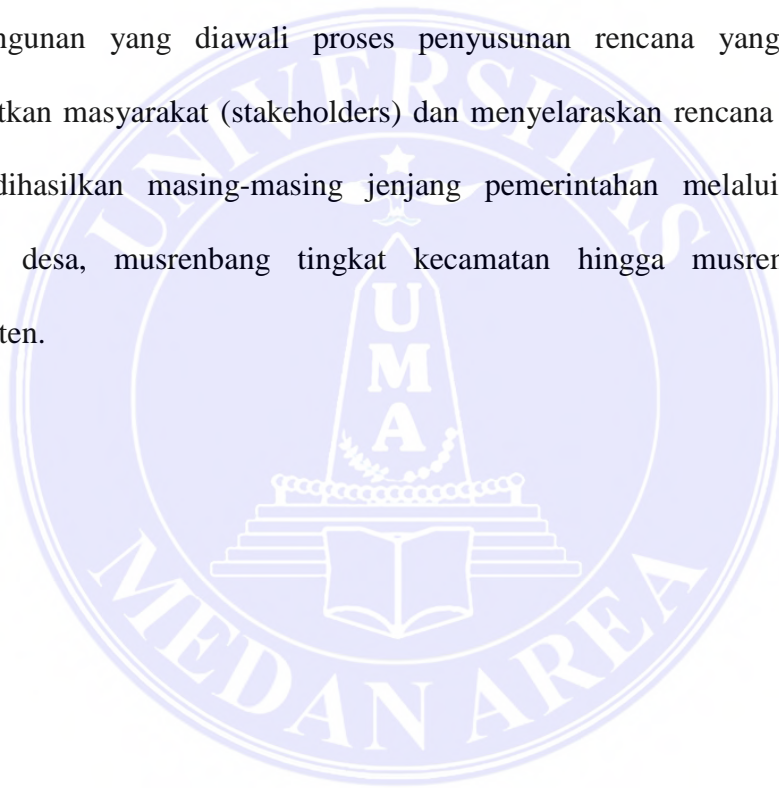 ngunan yang diawali proses penyusunan rencana yang
tkan masyarakat (stakeholders) dan menyelaraskan rencana
dihasilkan masing-masing jenjang pemerintahan melalui
desa, musrenbang tingkat kecamatan hingga musren
ten.
UNIVERSITAS
UMA
MEDAN AREA